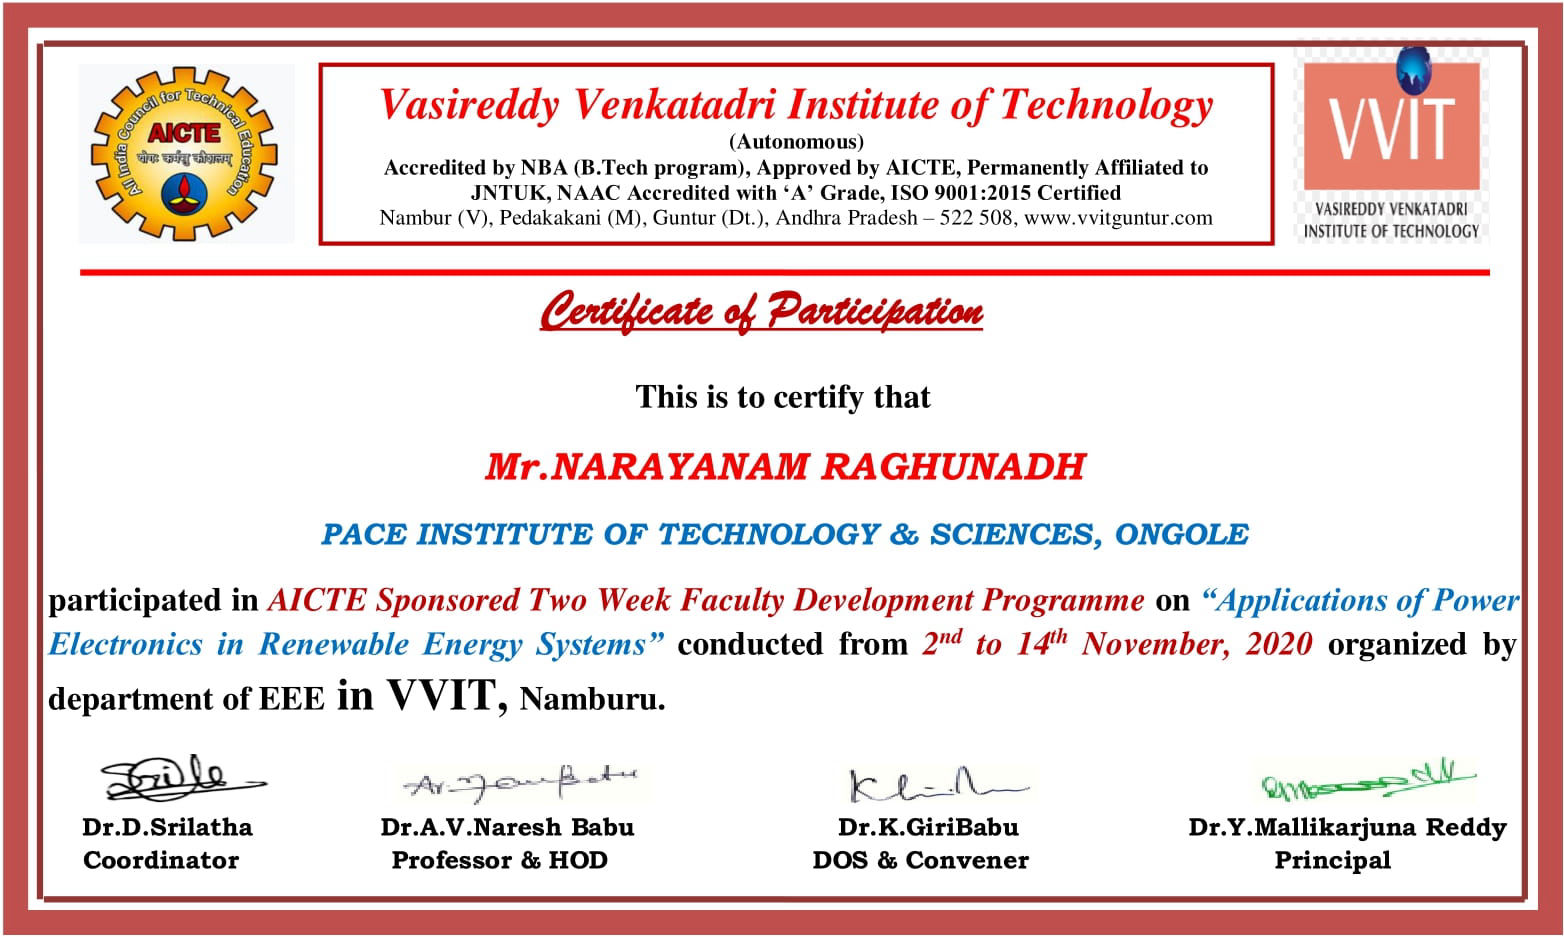 All India Council for Technical Education
AICTE
योगः कर्मसु कौशलम्
Vasireddy Venkatadri Institute of Technology
(Autonomous)
Accredited by NBA (B.Tech program), Approved by AICTE, Permanently Affiliated to
JNTUK, NAAC Accredited with ‘A’ Grade, ISO 9001:2015 Certified
Nambur (V), Pedakakani (M), Guntur (Dt.), Andhra Pradesh – 522 508, www.vvitguntur.com
VVIT
VASIREDDY VENKATADRI
INSTITUTE OF TECHNOLOGY
Certificate of Participation
This is to certify that
Mr.NARAYANAM RAGHUNADH
PACE INSTITUTE OF TECHNOLOGY & SCIENCES, ONGOLE
participated in AICTE Sponsored Two Week Faculty Development Programme on “Applications of Power
Electronics in Renewable Energy Systems” conducted from 2nd to 14th November, 2020 organized by
department of EEE in VVIT, Namburu.
Dr.D.Srilatha Dr.A.V.Naresh Babu Dr.K.GiriBabu Dr.Y.Mallikarjuna Reddy
Coordinator Professor & HOD DOS & Convener Principal